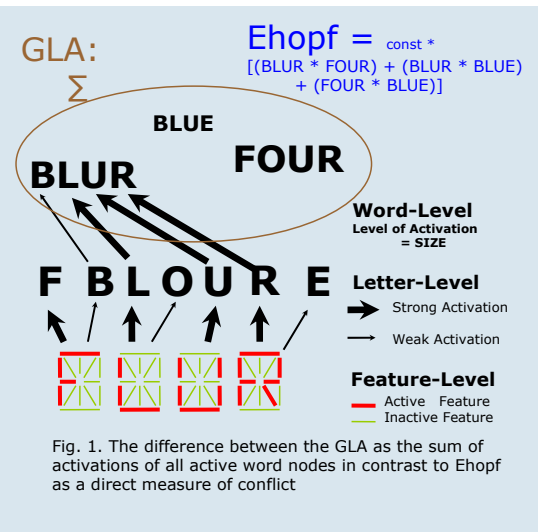 GLA:
Σ
Ehopf = const *
[(BLUR * FOUR) + (BLUR * BLUE)
+ (FOUR * BLUE)]
BLUE
FOUR
BLUR
Word-Level
Level of Activation
= SIZE
F B L O U R E
Letter-Level
Strong Activation
Weak Activation
Feature-Level
Active Feature
Inactive Feature
Fig. 1. The difference between the GLA as the sum of
activations of all active word nodes in contrast to Ehopf
as a direct measure of conflict